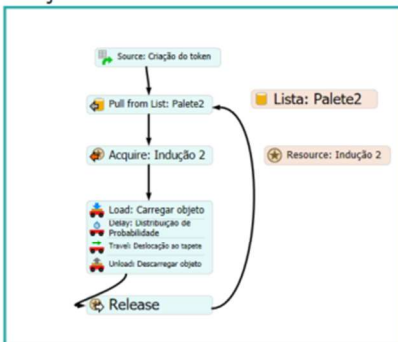 Source: Criação do token
Pull from List: Palete2
Lista: Palete2
Acquire: Indução 2
Resource: Indução 2
Load: Carregar objeto
Delay: Distribuição de
Probabilidade
Travel: Deslocação ao tapete
Unload: Descarregar objeto
Release